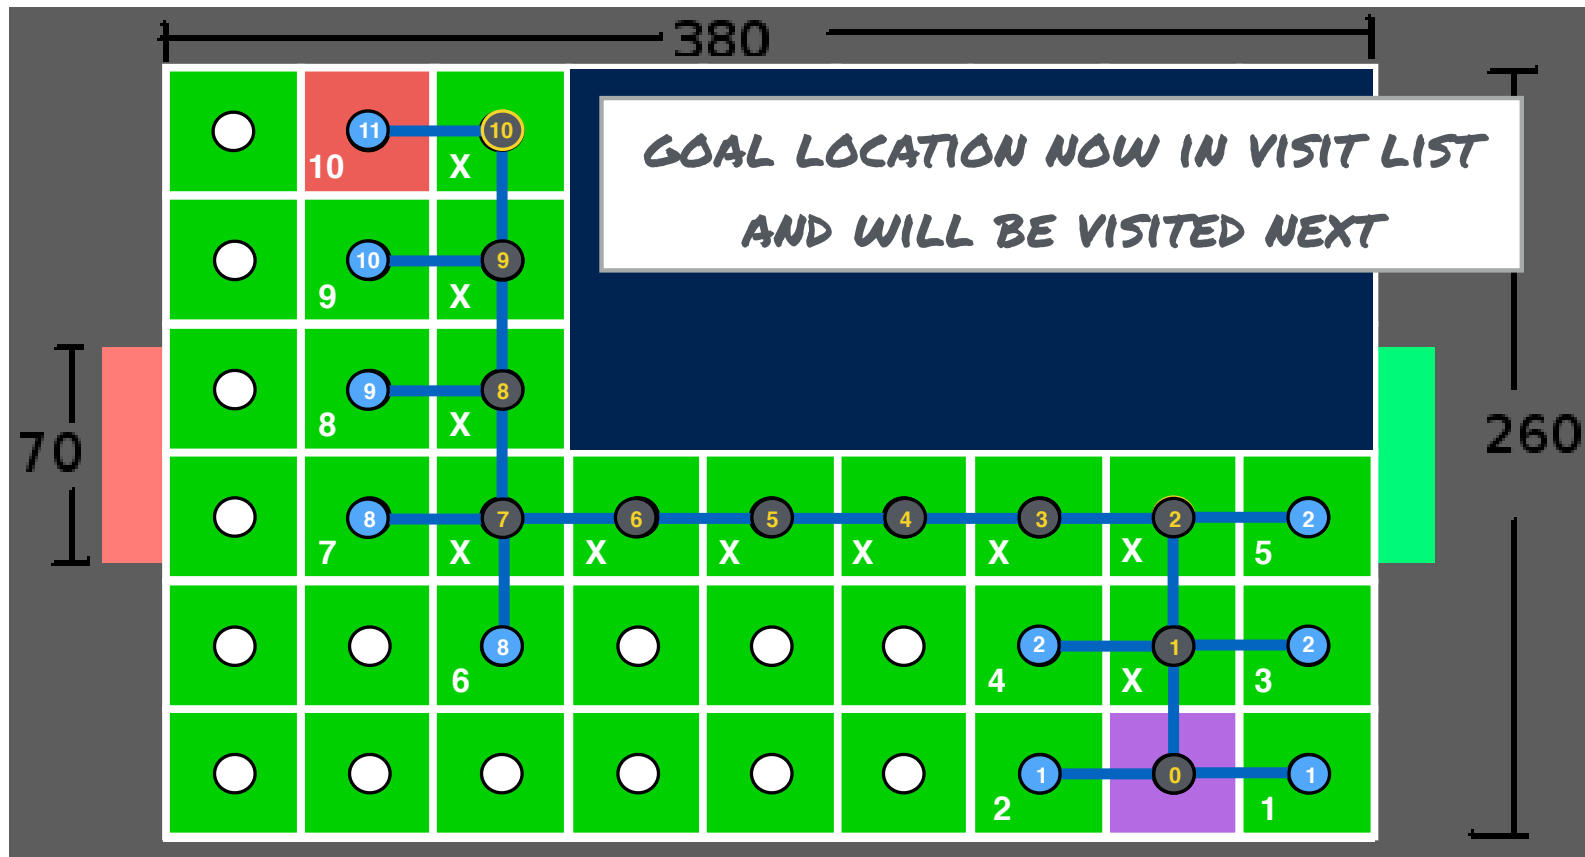 380
GOAL LOCATION NOW IN VISIT LIST
AND WILL BE VISITED NEXT
11 10
10 X
10 9
9 X
9 8
8 X
70
260
8 7 6 5 4 3 2 2
7 X X X X X X 5
8 2 1 2
6 4 X 3
1 0 1
2 1